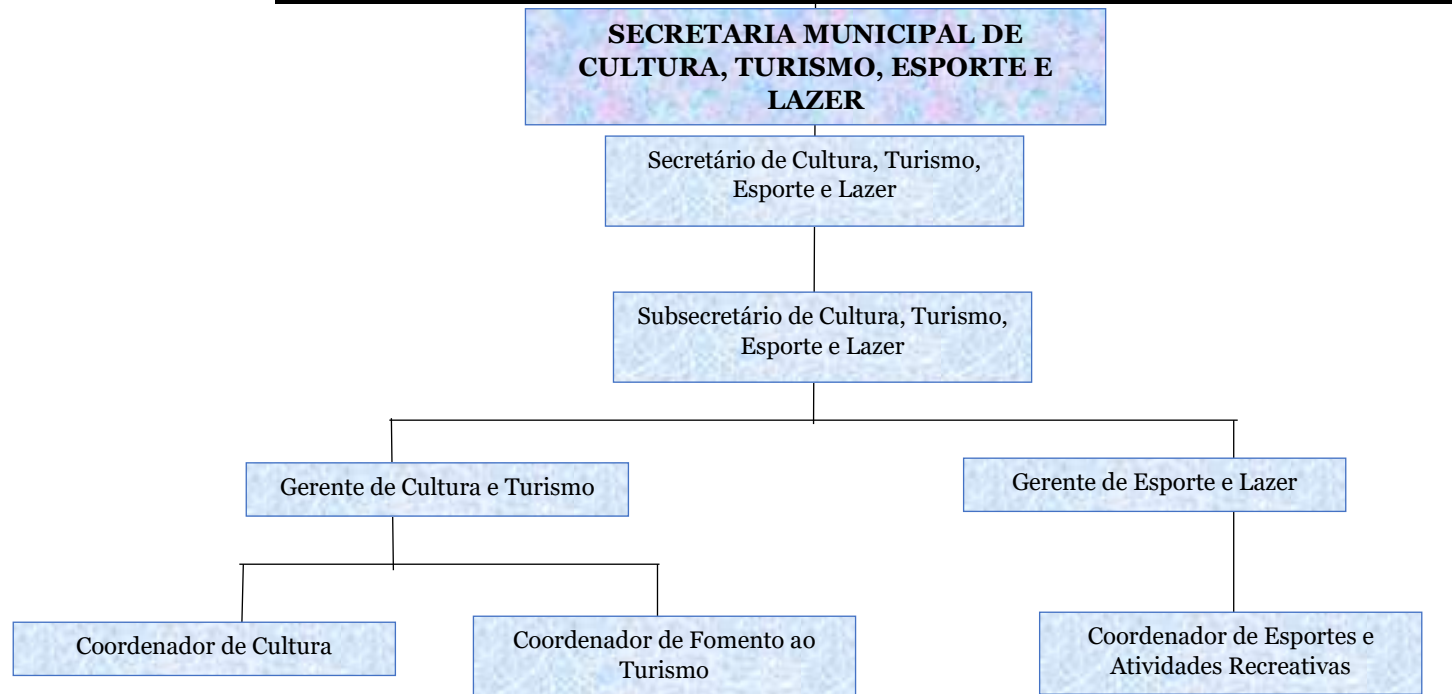 SECRETARIA MUNICIPAL DE
CULTURA, TURISMO, ESPORTE E
LAZER
Secretário de Cultura, Turismo,
Esporte e Lazer
Subsecretário de Cultura, Turismo,
Esporte e Lazer
Gerente de Cultura e Turismo
Gerente de Esporte e Lazer
Coordenador de Cultura
Coordenador de Fomento ao
Turismo
Coordenador de Esportes e
Atividades Recreativas